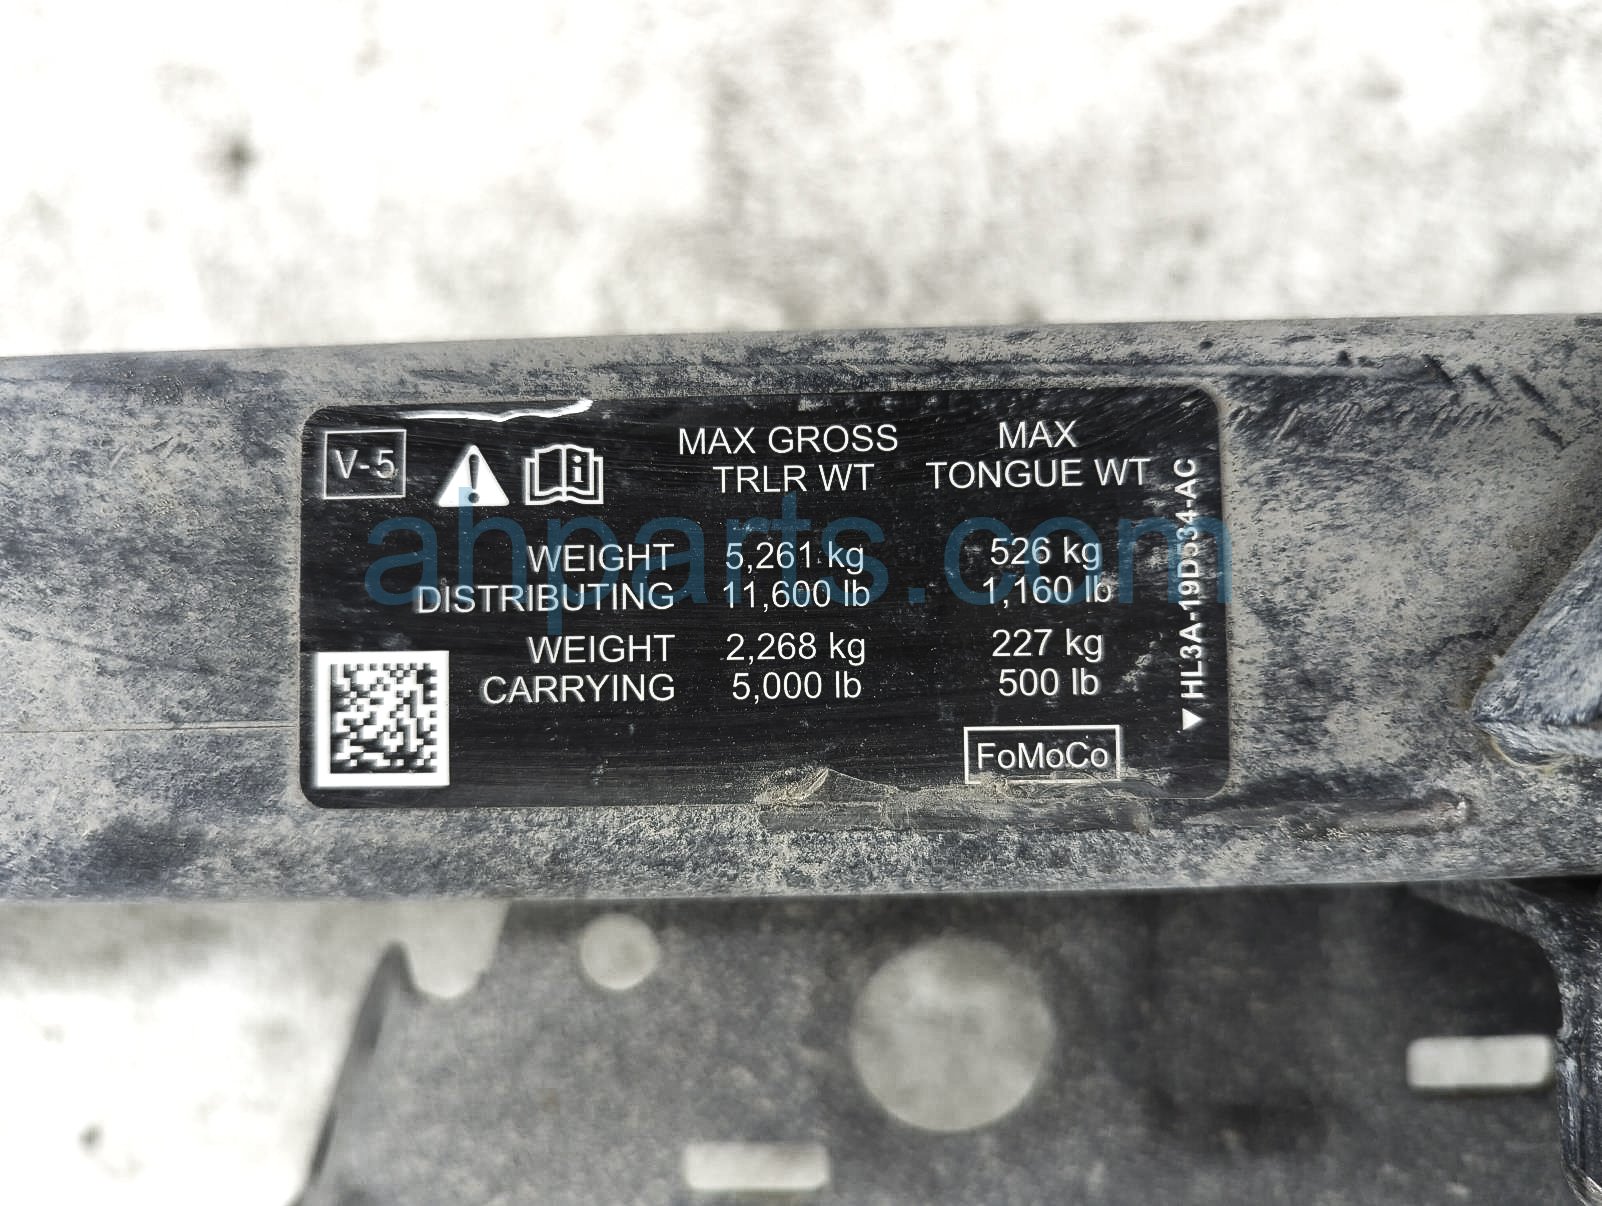 V-5
MAX GROSS TRLR WT
MAX TONGUE WT
WEIGHT DISTRIBUTING
5,261 kg
11,600 lb
526 kg
1,160 lb
WEIGHT CARRYING
2,268 kg
5,000 lb
227 kg
500 lb
FoMoCo
HL3A-19D534-AC
ahparts.com